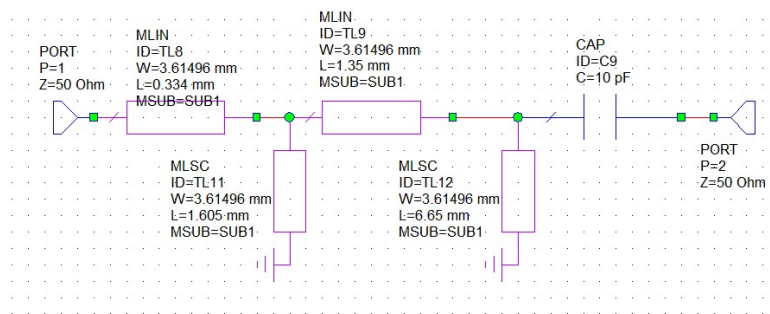 PORT
P=1
Z=50 Ohm
MLIN
ID=TL8
W=3.61496 mm
L=0.334 mm
MSUB=SUB1
MLIN
ID=TL9
W=3.61496 mm
L=1.35 mm
MSUB=SUB1
CAP
ID=C9
C=10 pF
MLSC
ID=TL11
W=3.61496 mm
L=1.605 mm
MSUB=SUB1
MLSC
ID=TL12
W=3.61496 mm
L=6.65 mm
MSUB=SUB1
PORT
P=2
Z=50 Ohm